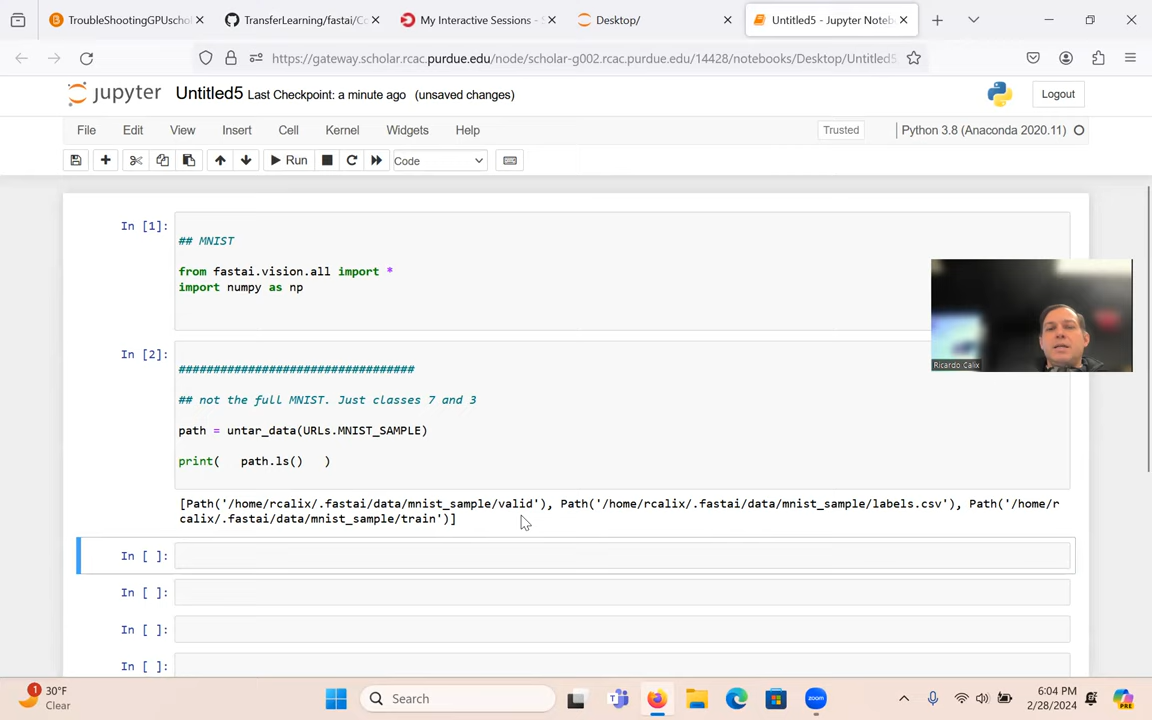 TroubleShootingGPUschol
TransferLearning/fastai/Co
My Interactive Sessions -
Desktop/
Untitled5 - Jupyter Notebo
https://gateway.scholar.rcac.purdue.edu/node/scholar-g002.rcac.purdue.edu/14428/notebooks/Desktop/Untitled5
jupyter Untitled5 Last Checkpoint: a minute ago (unsaved changes)
Logout
File Edit View Insert Cell Kernel Widgets Help
Trusted
Python 3.8 (Anaconda 2020.11)
Run
Code
In [1]:
## MNIST
from fastai.vision.all import *
import numpy as np
In [2]:
#################################
## not the full MNIST. Just classes 7 and 3
path = untar_data(URLs.MNIST_SAMPLE)
print( path.ls() )
[Path('/home/rcalix/.fastai/data/mnist_sample/valid'), Path('/home/rcalix/.fastai/data/mnist_sample/labels.csv'), Path('/home/r
calix/.fastai/data/mnist_sample/train')]
In [ ]:
In [ ]:
In [ ]:
In [ ]:
Ricardo Calix
1
30°F
Clear
Search
zoom
PRE
6:04 PM
2/28/2024